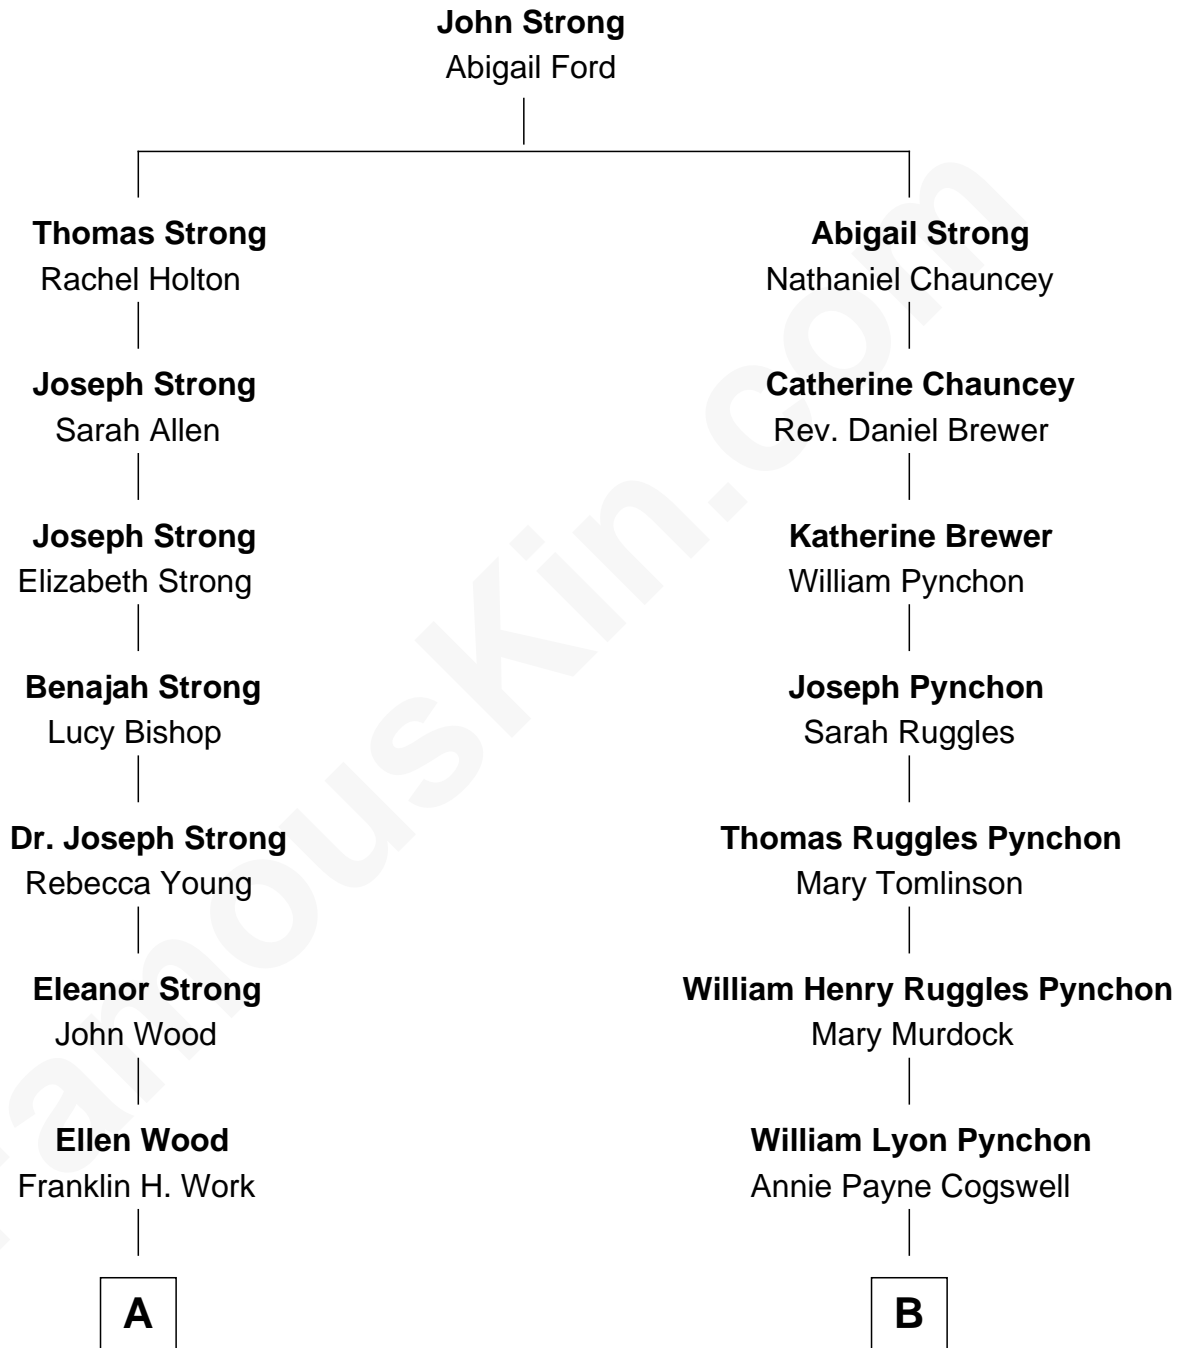 John Strong
Abigail Ford
Thomas Strong
Rachel Holton
Abigail Strong
Nathaniel Chauncey
Joseph Strong
Sarah Allen
Catherine Chauncey
Rev. Daniel Brewer
Joseph Strong
Elizabeth Strong
Katherine Brewer
William Pynchon
Benajah Strong
Lucy Bishop
Joseph Pynchon
Sarah Ruggles
Dr. Joseph Strong
Rebecca Young
Thomas Ruggles Pynchon
Mary Tomlinson
Eleanor Strong
John Wood
William Henry Ruggles Pynchon
Mary Murdock
Ellen Wood
Franklin H. Work
William Lyon Pynchon
Annie Payne Cogswell
A
B
FamousKin.com